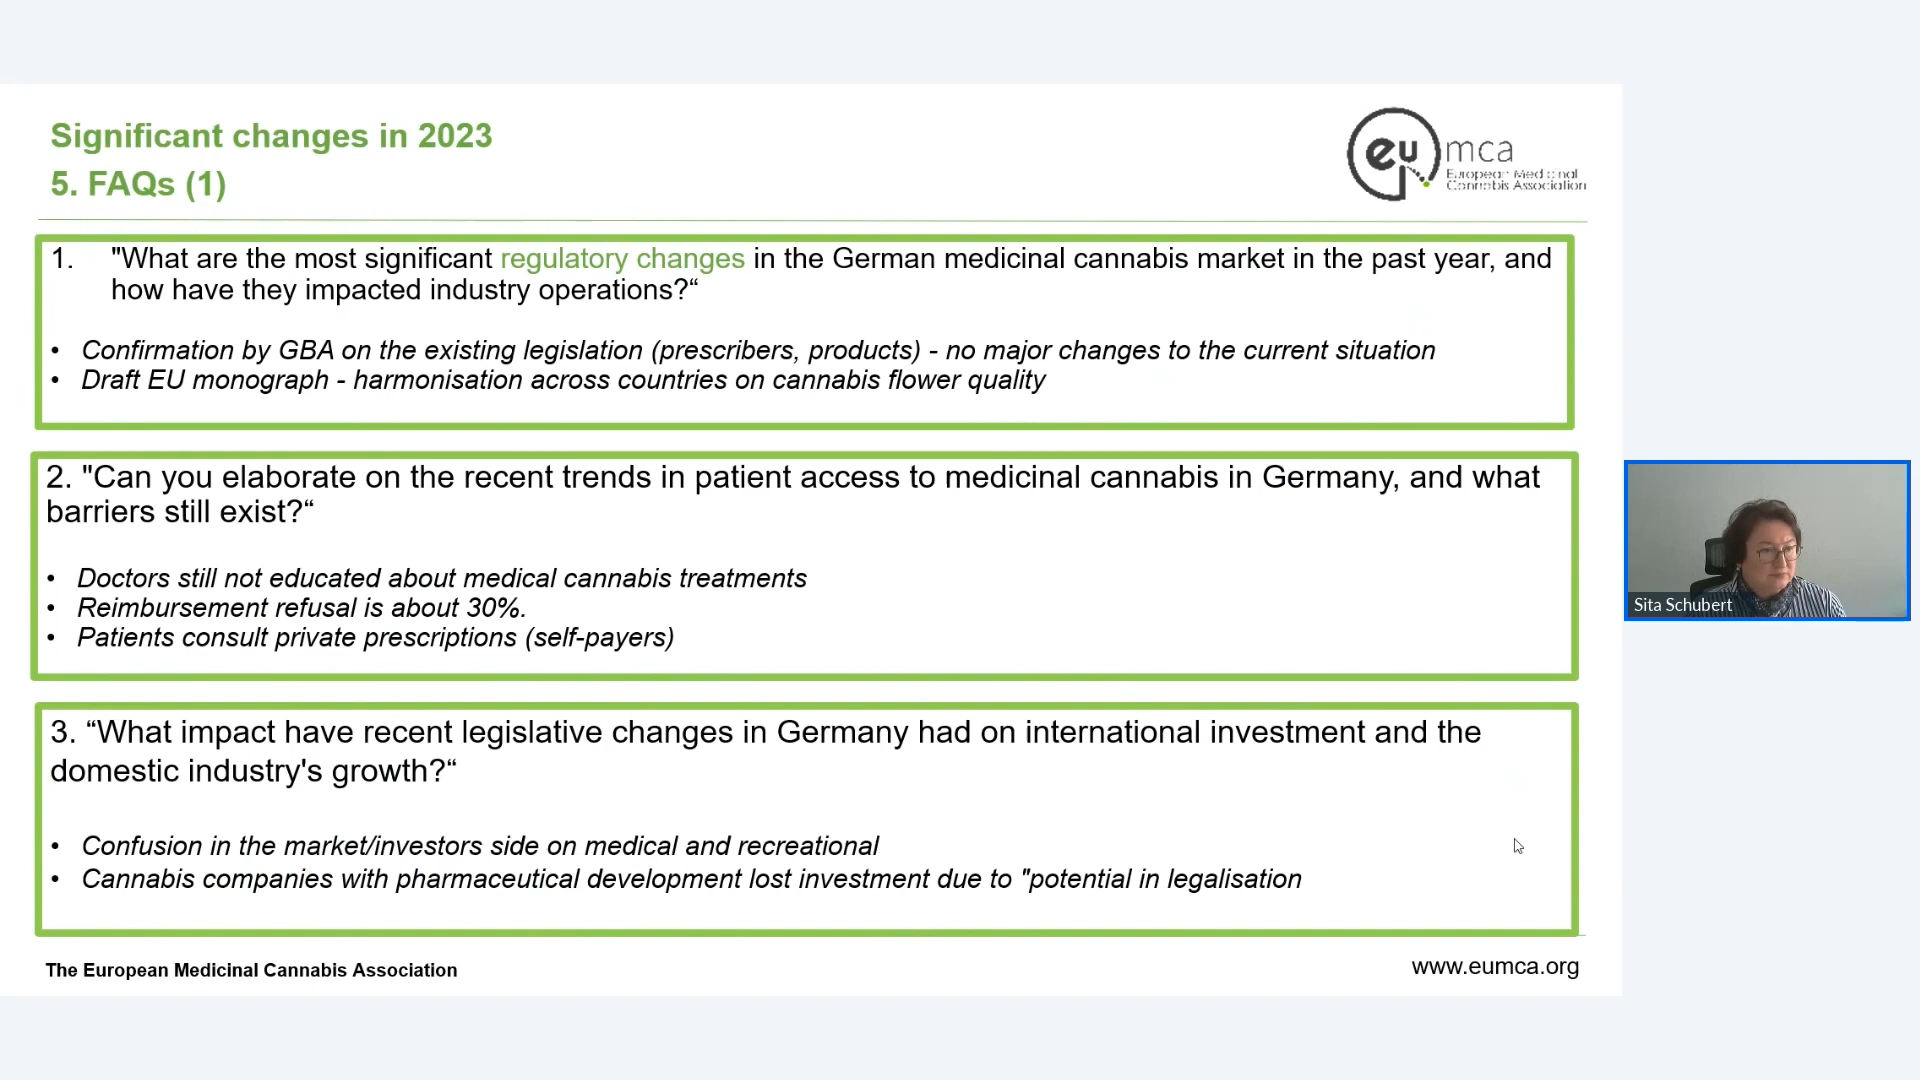 Significant changes in 2023
5. FAQs (1)
eu mca
European Medicinal
Cannabis Association
1. "What are the most significant regulatory changes in the German medicinal cannabis market in the past year, and
how have they impacted industry operations?“
• Confirmation by GBA on the existing legislation (prescribers, products) - no major changes to the current situation
• Draft EU monograph - harmonisation across countries on cannabis flower quality
2. "Can you elaborate on the recent trends in patient access to medicinal cannabis in Germany, and what
barriers still exist?“
• Doctors still not educated about medical cannabis treatments
• Reimbursement refusal is about 30%.
• Patients consult private prescriptions (self-payers)
Sita Schubert
3. “What impact have recent legislative changes in Germany had on international investment and the
domestic industry's growth?“
• Confusion in the market/investors side on medical and recreational
• Cannabis companies with pharmaceutical development lost investment due to "potential in legalisation
The European Medicinal Cannabis Association
www.eumca.org